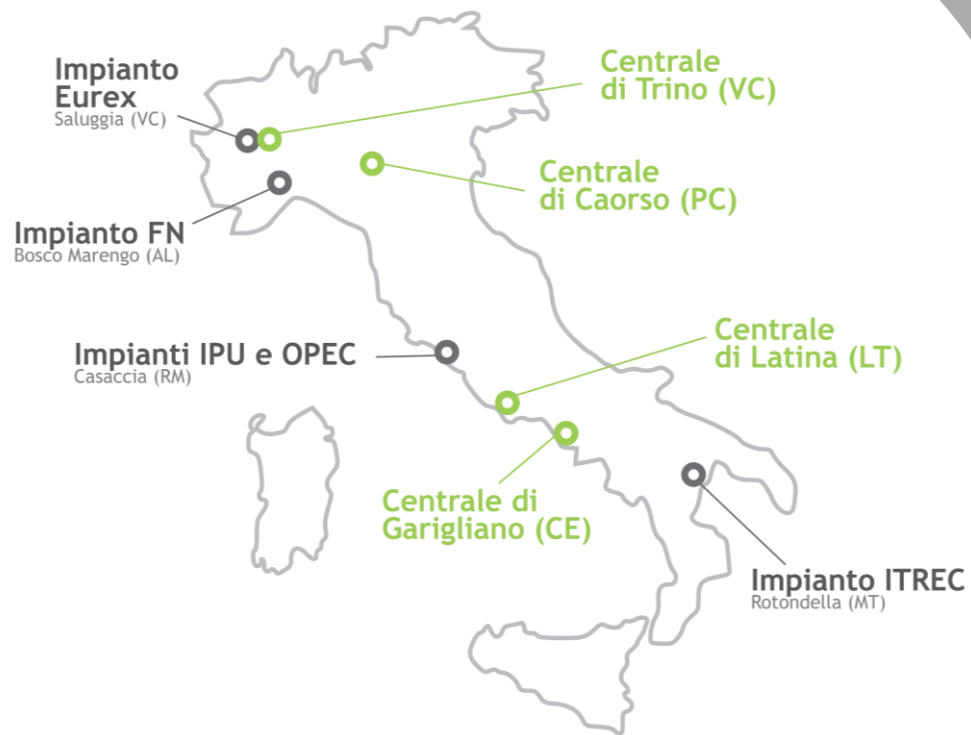 Impianto
Eurex
Saluggia (VC)
Centrale
di Trino (VC)
Centrale
di Caorso (PC)
Impianto FN
Bosco Marengo (AL)
Centrale
di Latina (LT)
Impianti IPU e OPEC
Casaccia (RM)
Centrale di
Garigliano (CE)
Impianto ITREC
Rotondella (MT)